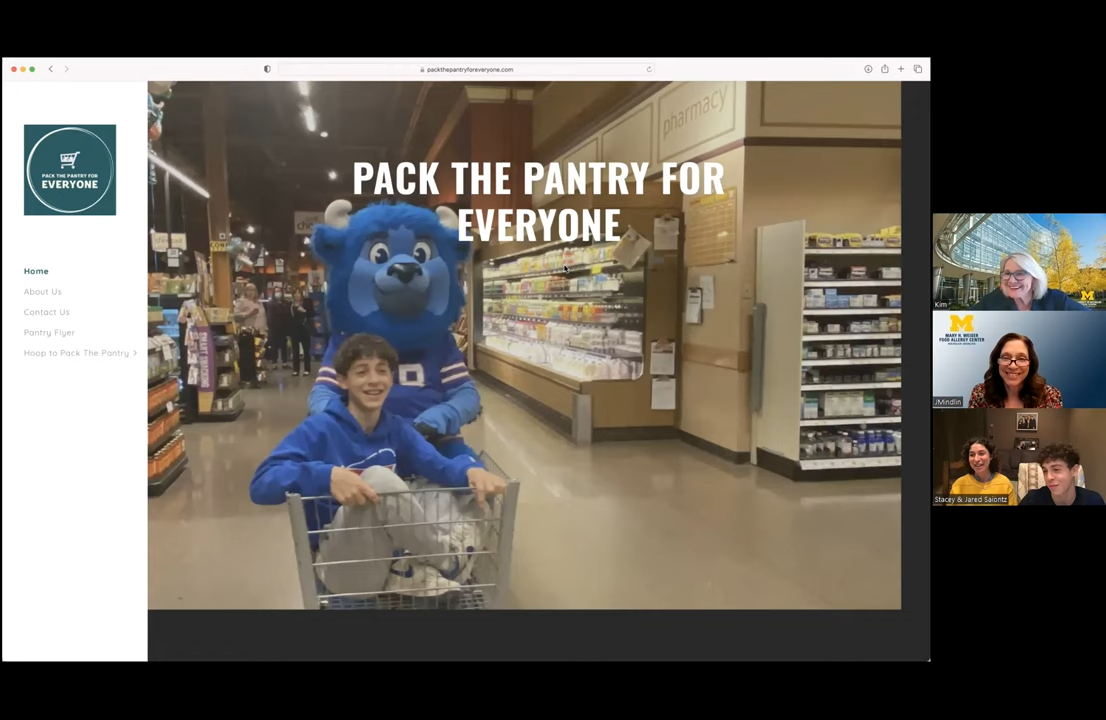 packthepantryforeveryone.com
PACK THE PANTRY FOR
EVERYONE
Home
About Us
Contact Us
Pantry Flyer
Hoop to Pack The Pantry
PACK THE PANTRY FOR
EVERYONE
pharmacy
Kim
M
MARY H. WEISER
FOOD ALLERGY CENTER
JMindlin
Stacey & Jared Saiontz